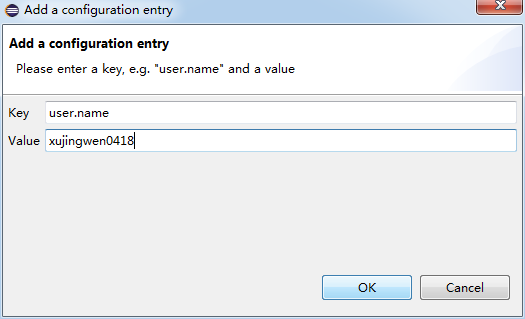 Add a configuration entry
Add a configuration entry
Please enter a key, e.g. "user.name" and a value
Key user.name
Value xujingwen0418
OK Cancel